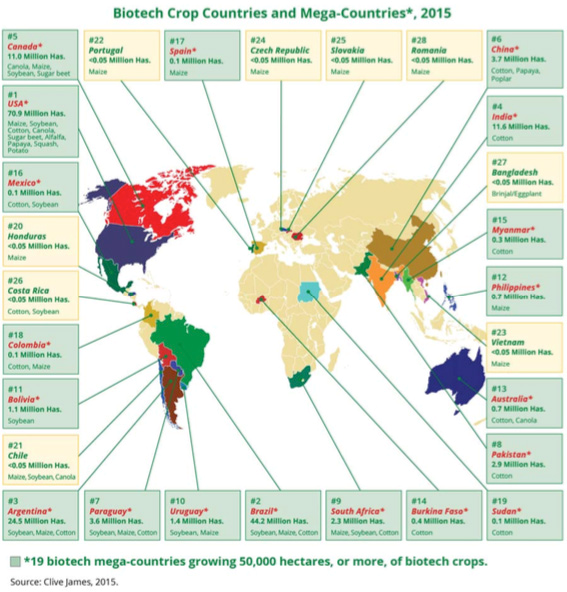 Biotech Crop Countries and Mega-Countries*, 2015
#5
Canada*
11.0 Million Has.
Canola, Maize,
Soybean, Sugar beet
#22
Portugal
<0.05 Million Has.
Maize
#17
Spain*
0.1 Million Has.
Maize
#24
Czech Republic
<0.05 Million Has.
Maize
#25
Slovakia
<0.05 Million Has.
Maize
#28
Romania
<0.05 Million Has.
Maize
#6
China*
3.7 Million Has.
Cotton, Papaya,
Poplar
#1
USA*
70.9 Million Has.
Maize, Soybean,
Cotton, Canola,
Sugar beet, Alfalfa,
Papaya, Squash,
Potato
#4
India*
11.6 Million Has.
Cotton
#27
Bangladesh
<0.05 Million Has.
Brinjal/Eggplant
#16
Mexico*
0.1 Million Has.
Cotton, Soybean
#15
Myanmar*
0.3 Million Has.
Cotton
#20
Honduras
<0.05 Million Has.
Maize
#12
Philippines*
0.7 Million Has.
Maize
#26
Costa Rica
<0.05 Million Has.
Cotton, Soybean
#23
Vietnam
<0.05 Million Has.
Maize
#18
Colombia*
0.1 Million Has.
Cotton, Maize
#13
Australia*
0.7 Million Has.
Cotton, Canola
#11
Bolivia*
1.1 Million Has.
Soybean
#8
Pakistan*
2.9 Million Has.
Cotton
#21
Chile
<0.05 Million Has.
Maize, Soybean, Canola
#3
Argentina*
24.5 Million Has.
Soybean, Maize, Cotton
#7
Paraguay*
3.6 Million Has.
Soybean, Maize, Cotton
#10
Uruguay*
1.4 Million Has.
Soybean, Maize
#2
Brazil*
44.2 Million Has.
Soybean, Maize, Cotton
#9
South Africa*
2.3 Million Has.
Maize, Soybean, Cotton
#14
Burkina Faso*
0.4 Million Has.
Cotton
#19
Sudan*
0.1 Million Has.
Cotton
*19 biotech mega-countries growing 50,000 hectares, or more, of biotech crops.
Source: Clive James, 2015.